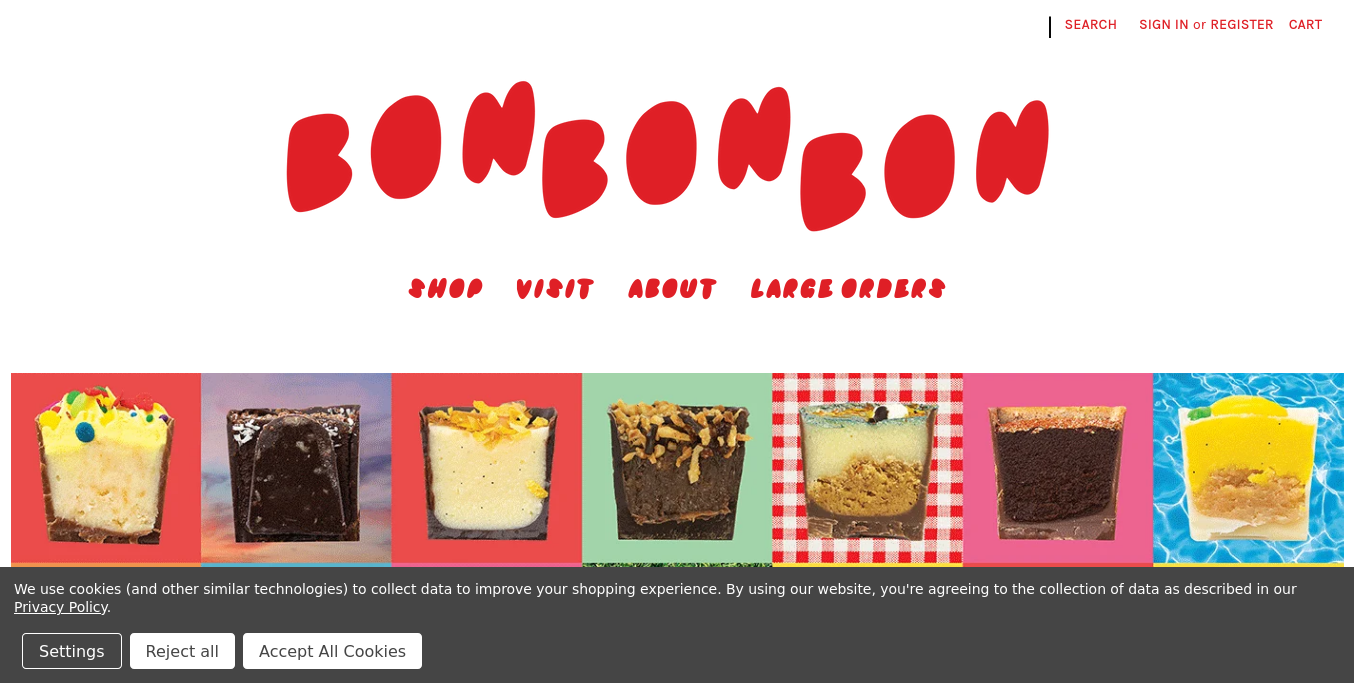 SEARCH SIGN IN or REGISTER CART
BONBONBON
SHOP VISIT ABOUT LARGE ORDERS
We use cookies (and other similar technologies) to collect data to improve your shopping experience. By using our website, you're agreeing to the collection of data as described in our
Privacy Policy.
Settings Reject all Accept All Cookies